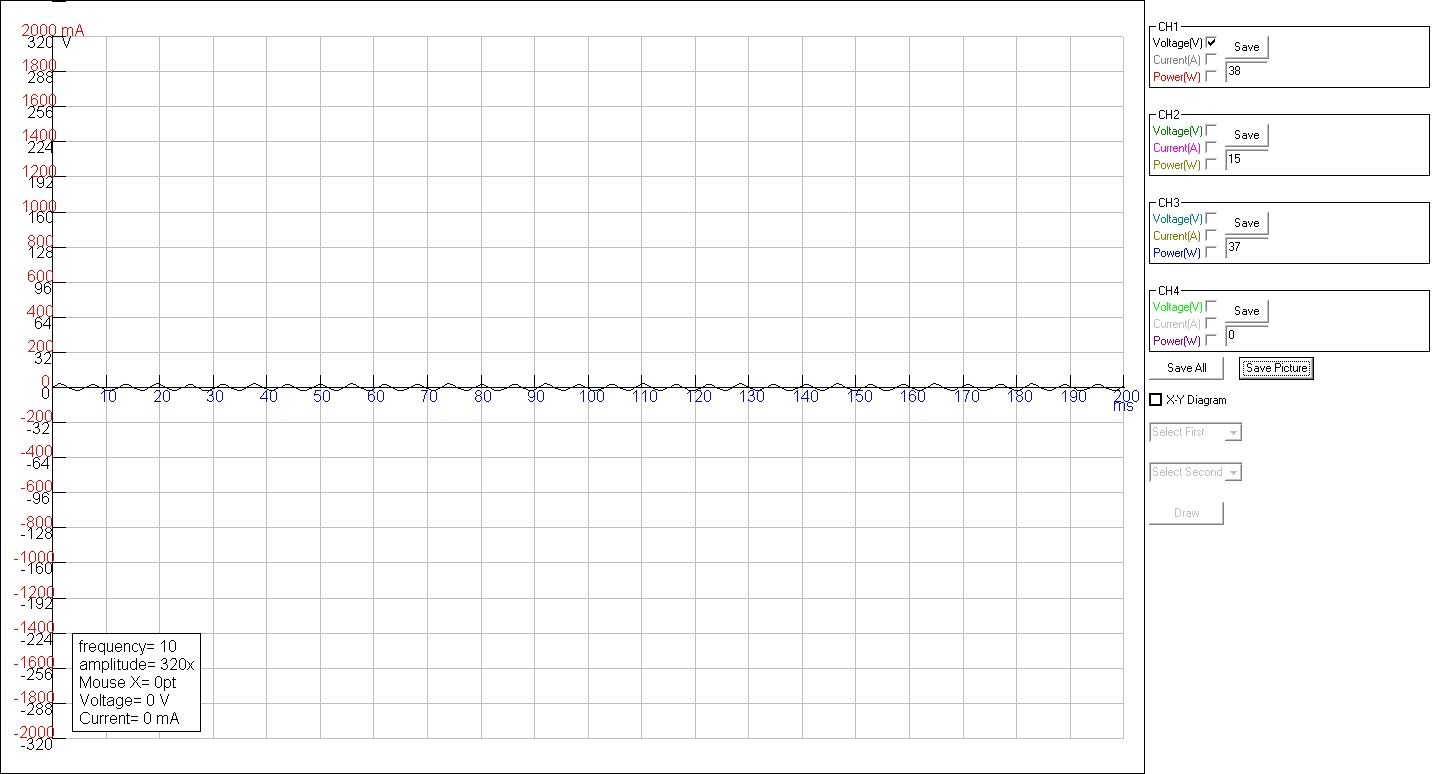 2000 mA
320 V
1800
288
1600
256
1400
224
1200
192
1000
160
800
128
600
96
400
64
200
32
0
0
10 20 30 40 50 60 70 80 90 100 110 120 130 140 150 160 170 180 190 200
ms
-200
-32
-400
-64
-600
-96
-800
-128
-1000
-160
-1200
-192
-1400
-224
-1600
-256
-1800
-288
-2000
-320
frequency= 10
amplitude= 320x
Mouse X= 0pt
Voltage= 0 V
Current= 0 mA
CH1
Voltage(V) Save
Current(A)
Power(W) 38
CH2
Voltage(V) Save
Current(A)
Power(W) 15
CH3
Voltage(V) Save
Current(A)
Power(W) 37
CH4
Voltage(V) Save
Current(A)
Power(W) 0
Save All Save Picture
X-Y Diagram
Select First
Select Second
Draw